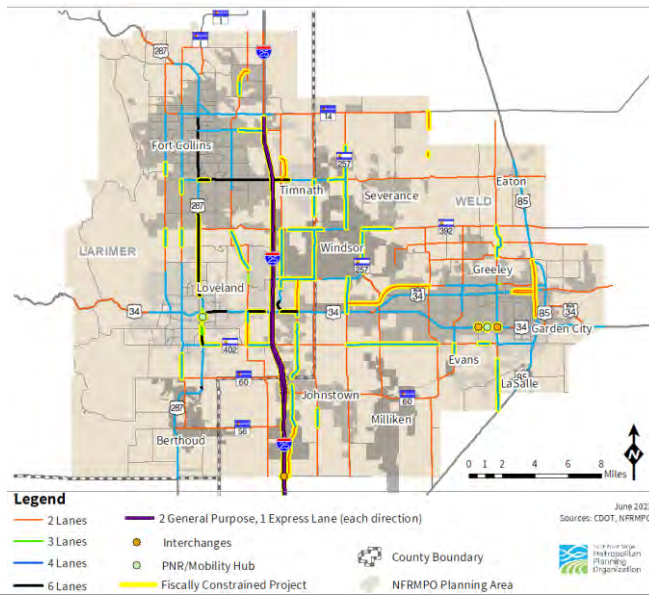 287
25
14
Fort Collins
257
Timnath
Severance
Eaton
287
WELD
85
LARIMER
392
Windsor
25
Greeley
257
Loveland
34
34
34
34
34
Garden City
85
402
Evans
60
LaSalle
85
Johnstown
287
60
Milliken
56
25
Berthoud
N
0 1 2 4 6 8
Miles
Legend
2 Lanes
3 Lanes
4 Lanes
6 Lanes
2 General Purpose, 1 Express Lane (each direction)
Interchanges
PNR/Mobility Hub
Fiscally Constrained Project
County Boundary
NFRMPO Planning Area
Sources: CDOT, NFRMPO
Metropolitan
Planning
Organization